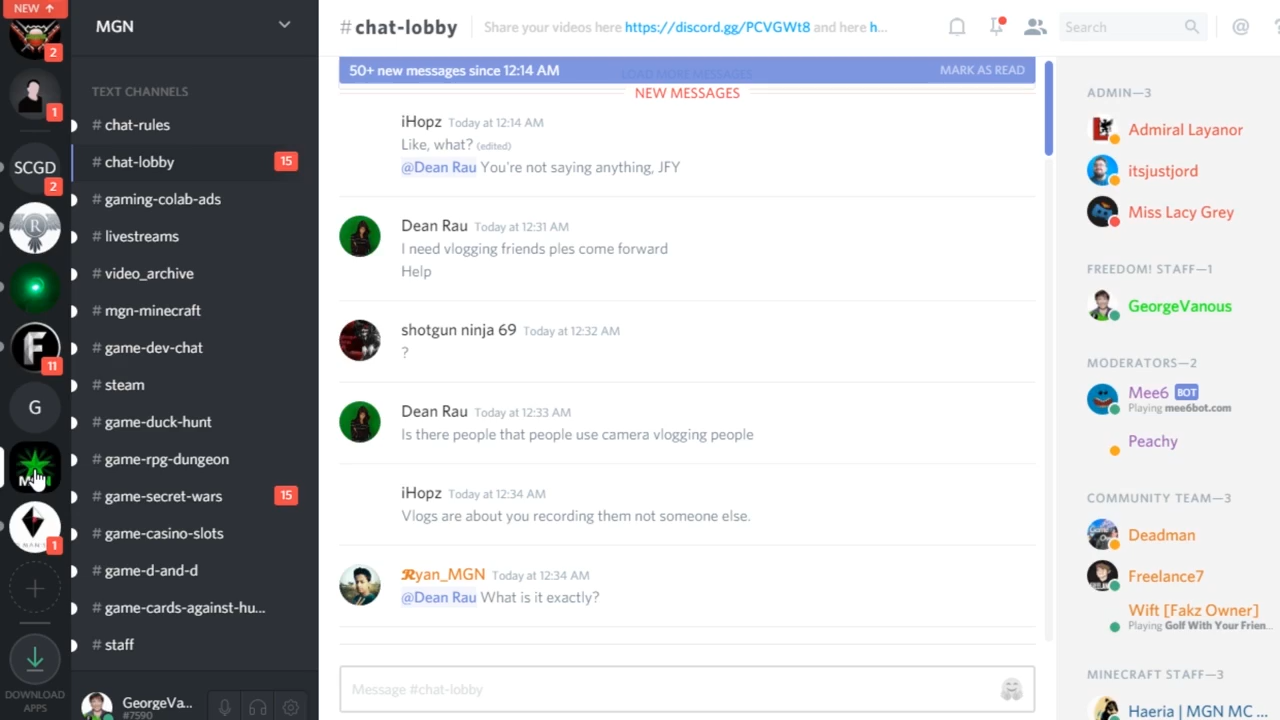 NEW ↑
2
1
SCGD
2
R
F
11
G
MGN
1
+
DOWNLOAD
APPS
MGN
TEXT CHANNELS
# chat-rules
# chat-lobby 15
# gaming-colab-ads
# livestreams
# video_archive
# mgn-minecraft
# game-dev-chat
# steam
# game-duck-hunt
# game-rpg-dungeon
# game-secret-wars 15
# game-casino-slots
# game-d-and-d
# game-cards-against-hu...
# staff
GeorgeVa...
#7590
# chat-lobby Share your videos here https://discord.gg/PCVGWt8 and here h...
Search
@
?
50+ new messages since 12:14 AM LOAD MORE MESSAGES MARK AS READ
NEW MESSAGES
iHopz Today at 12:14 AM
Like, what? (edited)
@Dean Rau You're not saying anything, JFY
Dean Rau Today at 12:31 AM
I need vlogging friends ples come forward
Help
shotgun ninja 69 Today at 12:32 AM
?
Dean Rau Today at 12:33 AM
Is there people that people use camera vlogging people
iHopz Today at 12:34 AM
Vlogs are about you recording them not someone else.
𝓡yan_MGN Today at 12:34 AM
@Dean Rau What is it exactly?
Message #chat-lobby
ADMIN—3
Admiral Layanor
itsjustjord
Miss Lacy Grey
FREEDOM! STAFF—1
GeorgeVanous
MODERATORS—2
Mee6 BOT
Playing mee6bot.com
Peachy
COMMUNITY TEAM—3
Deadman
Freelance7
Wift [Fakz Owner]
Playing Golf With Your Frien...
MINECRAFT STAFF—3
Haeria | MGN MC ...